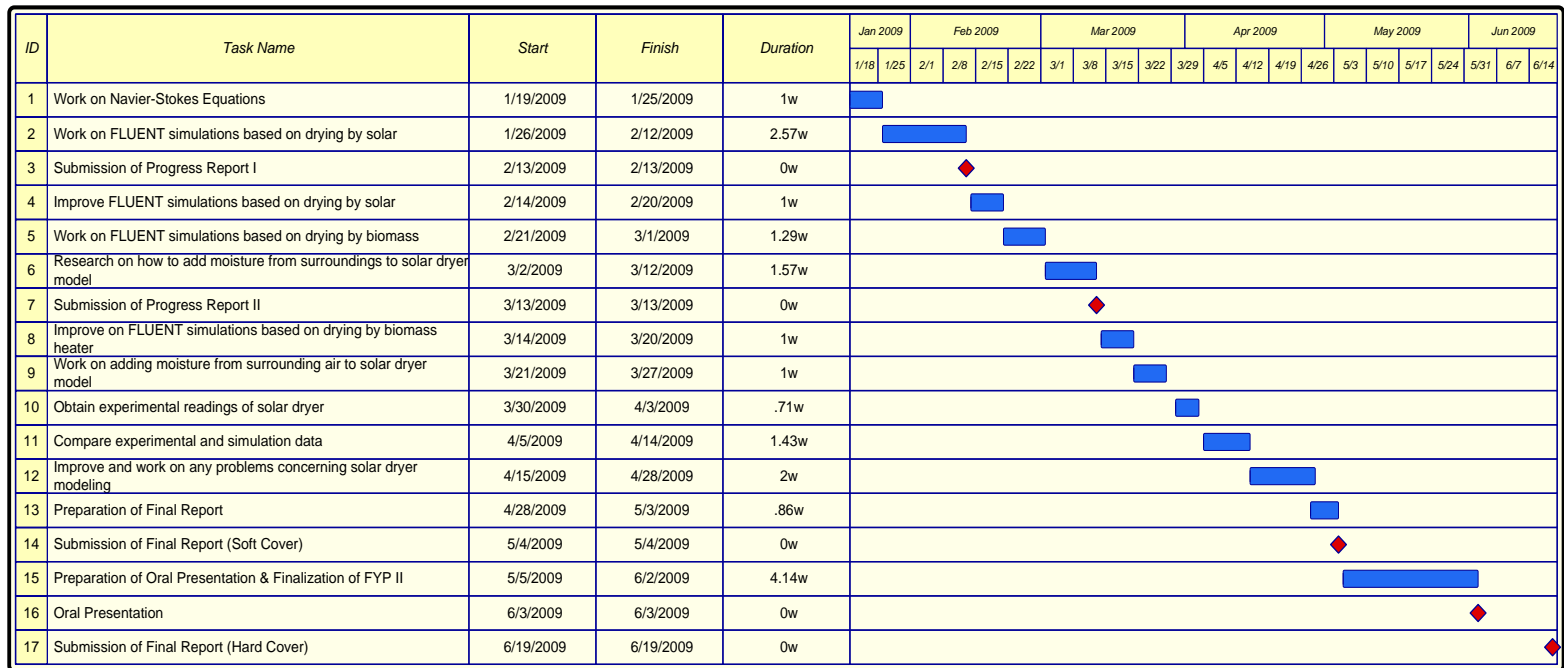 ID Task Name Start Finish Duration Jan 2009 Feb 2009 Mar 2009 Apr 2009 May 2009 Jun 2009
1/18 1/25 2/1 2/8 2/15 2/22 3/1 3/8 3/15 3/22 3/29 4/5 4/12 4/19 4/26 5/3 5/10 5/17 5/24 5/31 6/7 6/14
1 Work on Navier-Stokes Equations 1/19/2009 1/25/2009 1w
2 Work on FLUENT simulations based on drying by solar 1/26/2009 2/12/2009 2.57w
3 Submission of Progress Report I 2/13/2009 2/13/2009 0w
4 Improve FLUENT simulations based on drying by solar 2/14/2009 2/20/2009 1w
5 Work on FLUENT simulations based on drying by biomass 2/21/2009 3/1/2009 1.29w
6 Research on how to add moisture from surroundings to solar dryer
model 3/2/2009 3/12/2009 1.57w
7 Submission of Progress Report II 3/13/2009 3/13/2009 0w
8 Improve on FLUENT simulations based on drying by biomass
heater 3/14/2009 3/20/2009 1w
9 Work on adding moisture from surrounding air to solar dryer
model 3/21/2009 3/27/2009 1w
10 Obtain experimental readings of solar dryer 3/30/2009 4/3/2009 .71w
11 Compare experimental and simulation data 4/5/2009 4/14/2009 1.43w
12 Improve and work on any problems concerning solar dryer
modeling 4/15/2009 4/28/2009 2w
13 Preparation of Final Report 4/28/2009 5/3/2009 .86w
14 Submission of Final Report (Soft Cover) 5/4/2009 5/4/2009 0w
15 Preparation of Oral Presentation & Finalization of FYP II 5/5/2009 6/2/2009 4.14w
16 Oral Presentation 6/3/2009 6/3/2009 0w
17 Submission of Final Report (Hard Cover) 6/19/2009 6/19/2009 0w